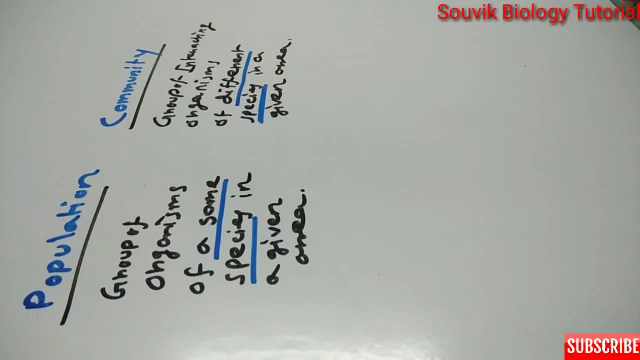 Souvik Biology Tutorial
Population
Group of
organisms
of a same
species in
a given
area.
Community
Group of Interacting
organisms
of different
species in a
given area.
SUBSCRIBE